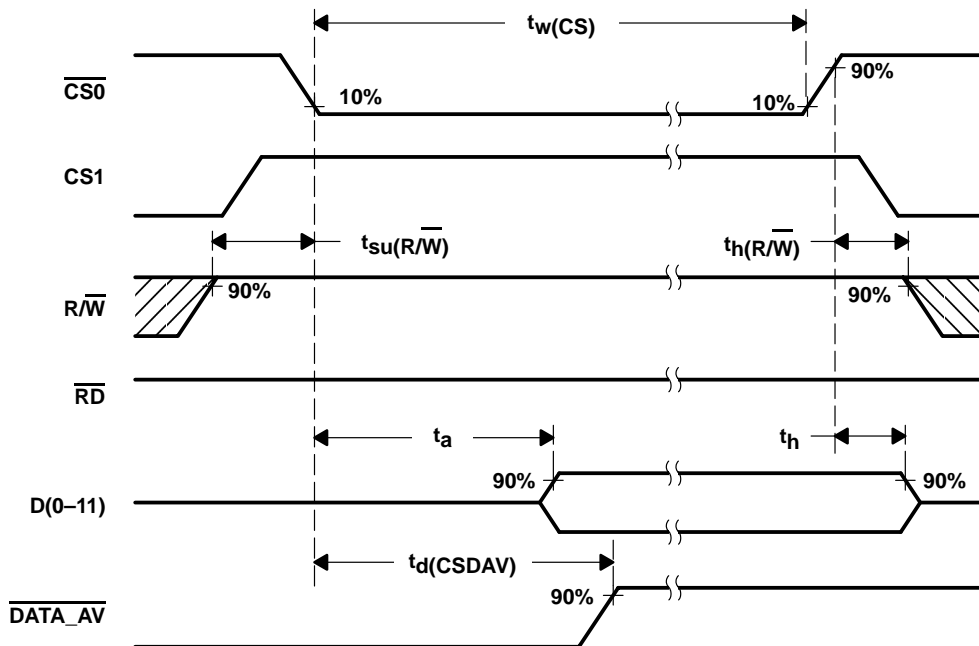 tw(CS)
CS0
10%
10%
90%
CS1
tsu(R/W)
th(R/W)
R/W
90%
90%
RD
ta
th
90%
90%
D(0–11)
td(CSDAV)
90%
DATA_AV